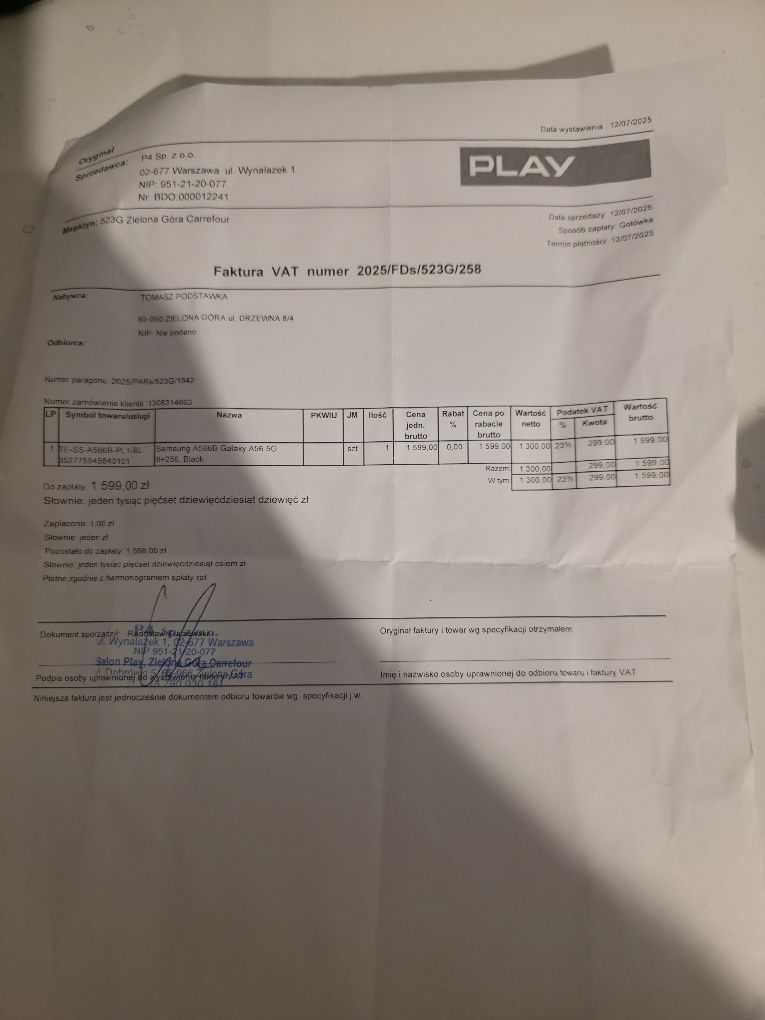 Data wystawienia : 12/07/2025
Oryginał
Sprzedawca: P4 Sp. z o.o.
02-677 Warszawa ul. Wynalazek 1
NIP: 951-21-20-077
Nr. BDO 000012241
PLAY
Magazyn: 523G Zielona Góra Carrefour
Data sprzedaży: 12/07/2025
Sposób zapłaty: Gotówka
Termin płatności: 12/07/2025
Faktura VAT numer 2025/FDs/523G/258
Nabywca: TOMASZ PODSTAWKA
65-060 ZIELONA GÓRA ul. DRZEWNA 8/4
NIP: Nie podano
Odbiorca:
Numer paragonu: 2025/PARs/523G/1942
Numer zamówienia klienta 1308314663
LP Symbol towaru/usługi Nazwa PKWIU JM Ilość Cena jedn. brutto Rabat % Cena po rabacie brutto Wartość netto Podatek VAT % Kwota Wartość brutto
1 TE-SS-A566B-PL1-BL 352775545840101 Samsung A566B Galaxy A56 5G 8+256, Black szt 1 1 599,00 0,00 1 599.00 1 300.00 23% 299.00 1 599.00
Razem: 1 300,00 299.00 1 599.00
W tym: 1 300.00 23% 299.00 1 599.00
Do zapłaty: 1 599,00 zł
Słownie: jeden tysiąc pięćset dziewięćdziesiąt dziewięć zł
Zapłacono: 1,00 zł
Słownie: jeden zł
Pozostało do zapłaty: 1 598,00 zł
Słownie: jeden tysiąc pięćset dziewięćdziesiąt osiem zł
Płatne zgodnie z harmonogramem spłaty rat
Dokument sporządził: Radosław
Oryginał faktury i towar wg specyfikacji otrzymałem:
ul. Wynalazek 1, 02-677 Warszawa
NIP 951-21-20-077
Salon Play, Zielona Góra Carrefour
Podpis osoby uprawnionej do wystawienia faktury VAT
Imię i nazwisko osoby uprawnionej do odbioru towaru i faktury VAT
Niniejsza faktura jest jednocześnie dokumentem odbioru towarów wg. specyfikacji j.w.